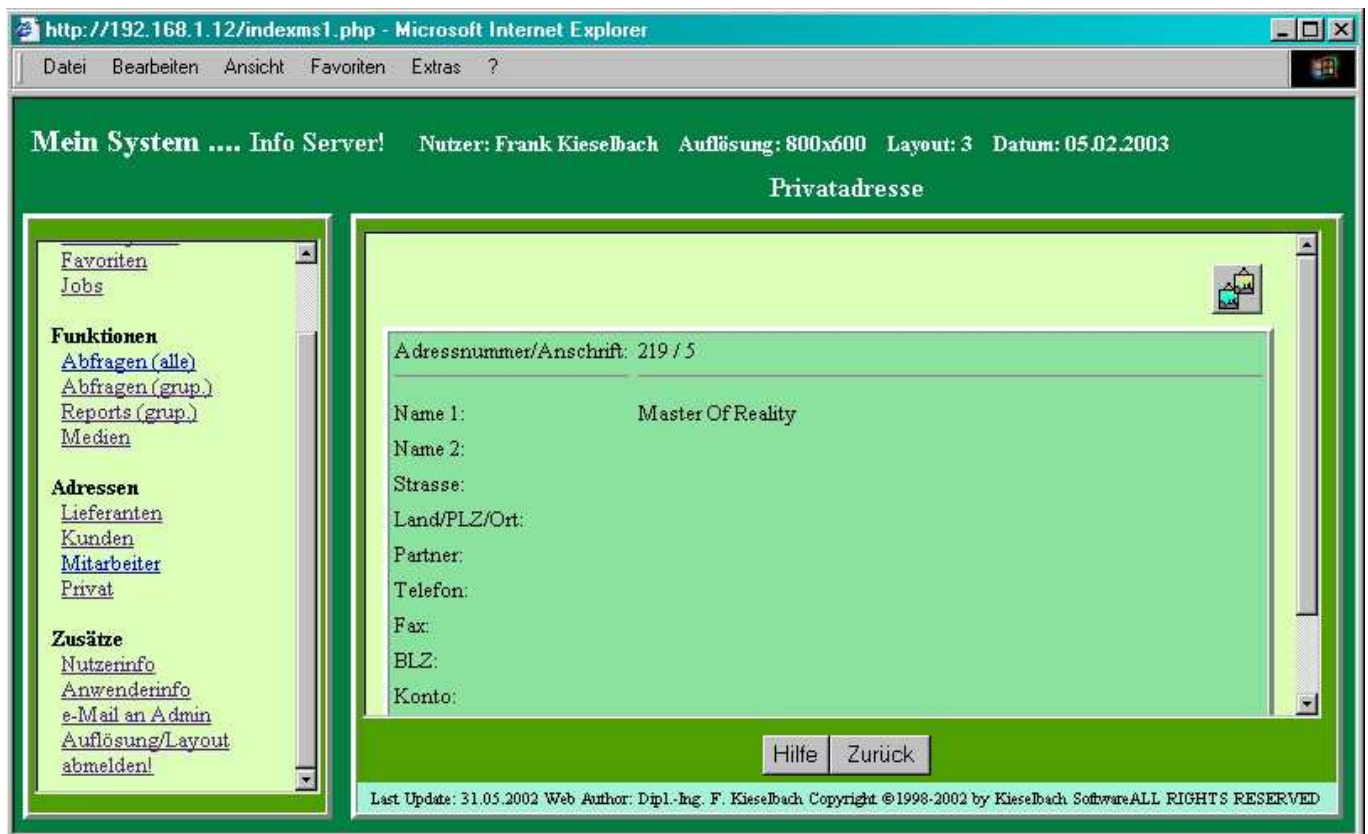 http://192.168.1.12/indexms1.php - Microsoft Internet Explorer
Datei Bearbeiten Ansicht Favoriten Extras ?
Mein System .... Info Server! Nutzer: Frank Kieselbach Auflösung: 800x600 Layout: 3 Datum: 05.02.2003
Privatadresse
Favoriten
Jobs
Funktionen
Abfragen (alle)
Abfragen (grup.)
Reports (grup.)
Medien
Adressen
Lieferanten
Kunden
Mitarbeiter
Privat
Zusätze
Nutzerinfo
Anwenderinfo
e-Mail an Admin
Auflösung/Layout
abmelden!
Adressnummer/Anschrift: 219 / 5
Name 1: Master Of Reality
Name 2:
Strasse:
Land/PLZ/Ort:
Partner:
Telefon:
Fax:
BLZ:
Konto:
Hilfe Zurück
Last Update: 31.05.2002 Web Author: Dipl.-Ing. F. Kieselbach Copyright ©1998-2002 by Kieselbach SoftwareALL RIGHTS RESERVED